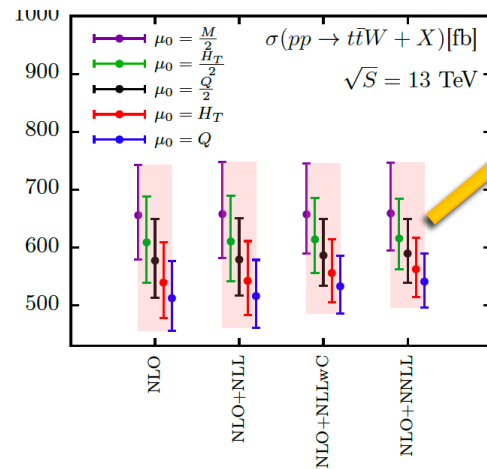 1000
900
800
700
600
500
μ₀ = M/2
μ₀ = H_T/2
μ₀ = Q/2
μ₀ = H_T
μ₀ = Q
σ(pp → tt̄W + X)[fb]
√S = 13 TeV
NLO
NLO+NLL
NLO+NLLwC
NLO+NNLL